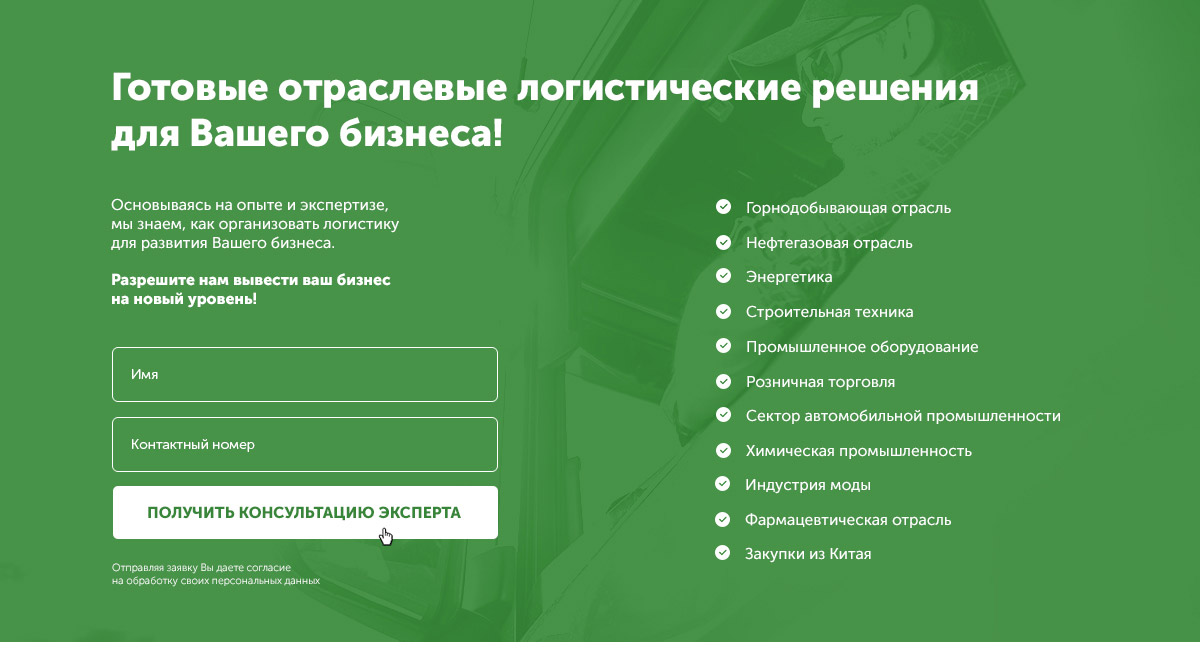 Готовые отраслевые логистические решения
для Вашего бизнеса!
Основываясь на опыте и экспертизе,
мы знаем, как организовать логистику
для развития Вашего бизнеса.
Разрешите нам вывести ваш бизнес
на новый уровень!
Имя
Контактный номер
ПОЛУЧИТЬ КОНСУЛЬТАЦИЮ ЭКСПЕРТА
Отправляя заявку Вы даете согласие
на обработку своих персональных данных
Горнодобывающая отрасль
Нефтегазовая отрасль
Энергетика
Строительная техника
Промышленное оборудование
Розничная торговля
Сектор автомобильной промышленности
Химическая промышленность
Индустрия моды
Фармацевтическая отрасль
Закупки из Китая